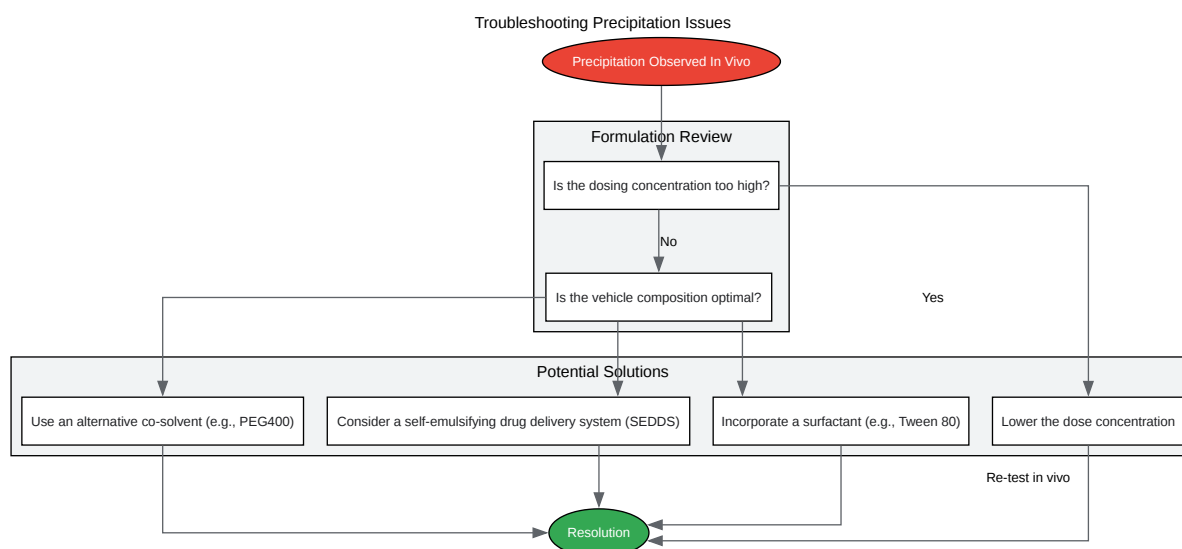 Troubleshooting Precipitation Issues
Precipitation Observed In Vivo
Formulation Review
Is the dosing concentration too high?
No
Is the vehicle composition optimal?
Yes
Potential Solutions
Use an alternative co-solvent (e.g., PEG400)
Consider a self-emulsifying drug delivery system (SEDDS)
Incorporate a surfactant (e.g., Tween 80)
Lower the dose concentration
Re-test in vivo
Resolution